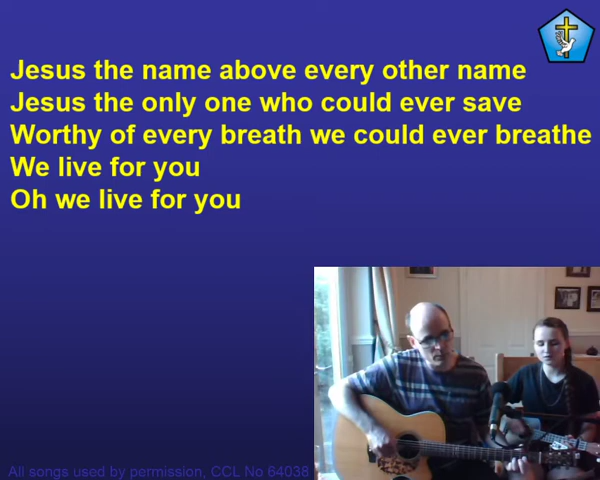 Jesus the name above every other name
Jesus the only one who could ever save
Worthy of every breath we could ever breathe
We live for you
Oh we live for you
All songs used by permission, CCL No 64038